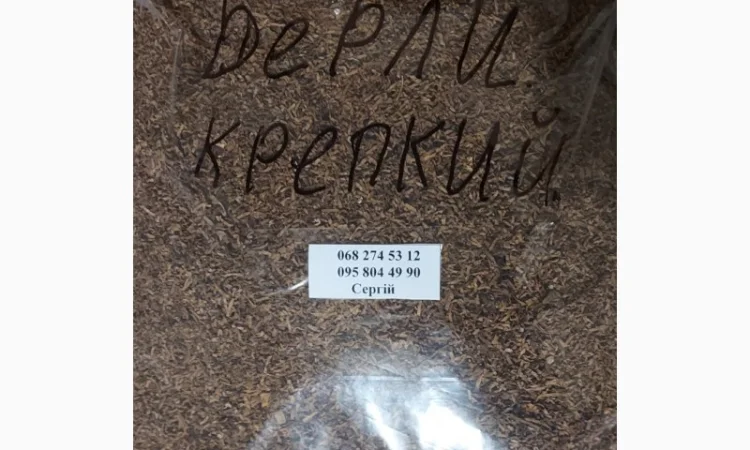 БЕРЛИ
КРЕПКИЙ
068 274 53 12
095 804 49 90
Сергій